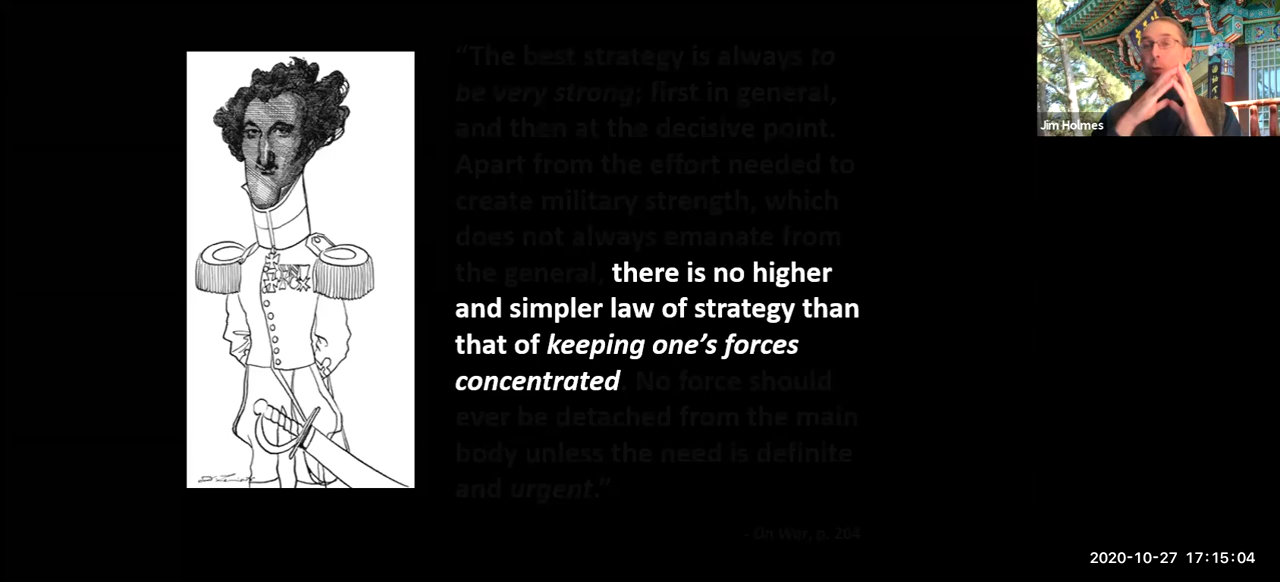 “The best strategy is always to
be very strong; first in general,
and then at the decisive point.
Apart from the effort needed to
create military strength, which
does not always emanate from
the general, there is no higher
and simpler law of strategy than
that of keeping one’s forces
concentrated. No force should
ever be detached from the main
body unless the need is definite
and urgent.”
- On War, p. 204
Jim Holmes
2020-10-27 17:15:04